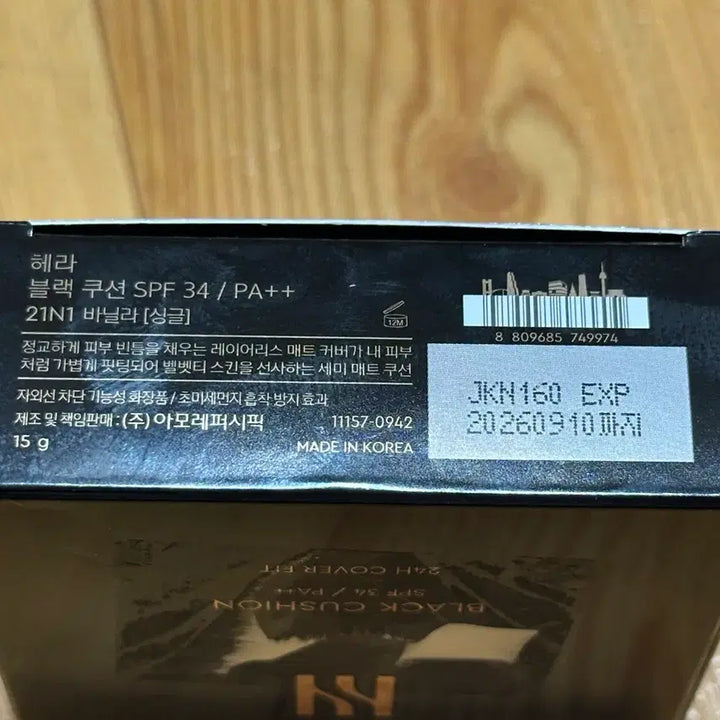 헤라
블랙 쿠션 SPF 34 / PA++
21N1 바닐라 [싱글]
12M
정교하게 피부 빈틈을 채우는 레이어리스 매트 커버가 내 피부
처럼 가볍게 핏팅되어 벨벳티 스킨을 선사하는 세미 매트 쿠션
자외선 차단 기능성 화장품 / 초미세먼지 흡착 방지 효과
제조 및 책임판매 : (주) 아모레퍼시픽
11157-0942
15 g
MADE IN KOREA
8 809685 749974
JKN160 EXP
20260910까지
24H COVER FIT
SPF 34 / PA++
BLACK CUSHION